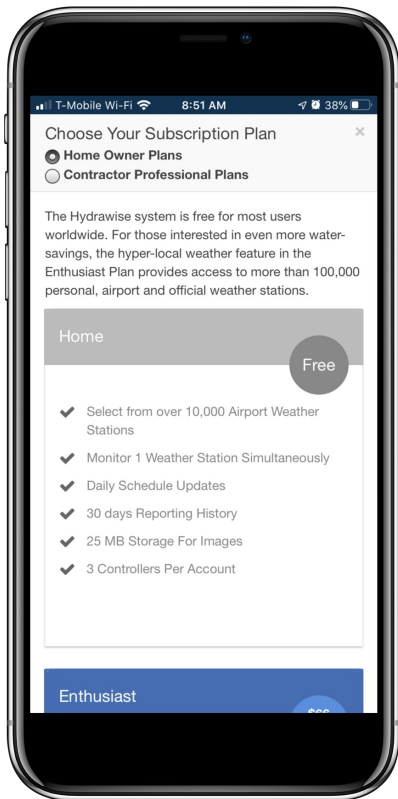 T-Mobile Wi-Fi 8:51 AM 38%
Choose Your Subscription Plan ×
Home Owner Plans
Contractor Professional Plans
The Hydrawise system is free for most users
worldwide. For those interested in even more water-
savings, the hyper-local weather feature in the
Enthusiast Plan provides access to more than 100,000
personal, airport and official weather stations.
Home
Free
Select from over 10,000 Airport Weather
Stations
Monitor 1 Weather Station Simultaneously
Daily Schedule Updates
30 days Reporting History
25 MB Storage For Images
3 Controllers Per Account
Enthusiast